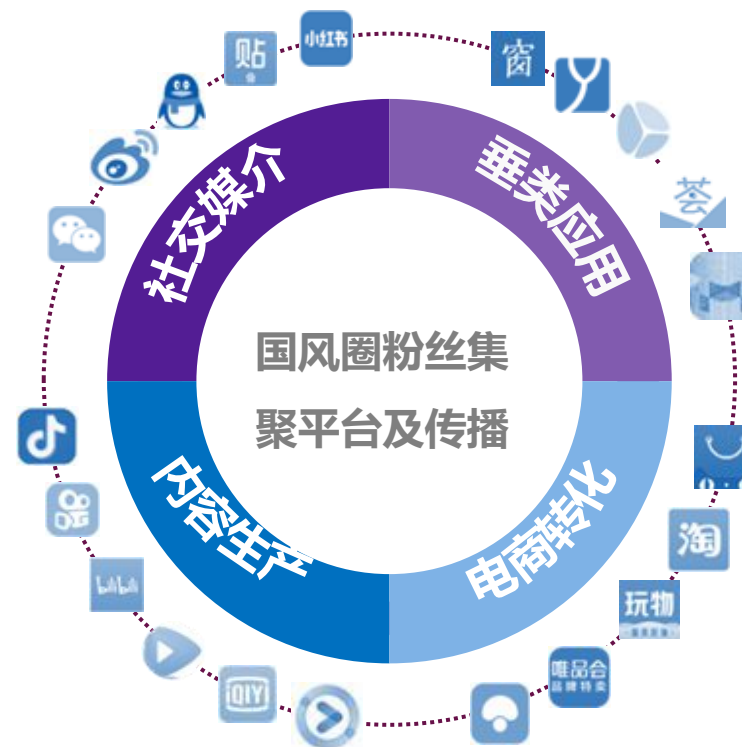 小红书
贴
窗
荟
社交媒介
垂类应用
国风圈粉丝集
聚平台及传播
内容生产
电商转化
bilibili
iQIY
淘
玩物
唯品会
品牌特卖